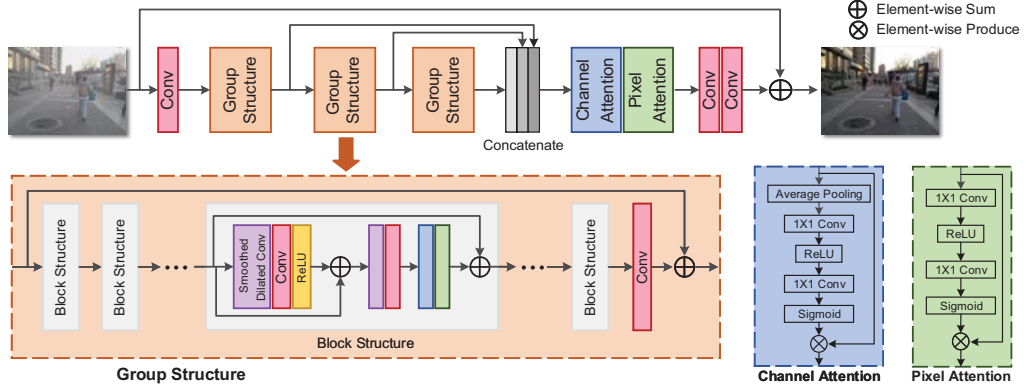 Element-wise Sum
Element-wise Produce
Conv
Group
Structure
Group
Structure
Group
Structure
Concatenate
Channel
Attention
Pixel
Attention
Conv
Conv
Block Structure
Block Structure
Smoothed
Dilated Conv
Conv
ReLU
Block Structure
Block Structure
Conv
Group Structure
Average Pooling
1X1 Conv
ReLU
1X1 Conv
Sigmoid
Channel Attention
1X1 Conv
ReLU
1X1 Conv
Sigmoid
Pixel Attention